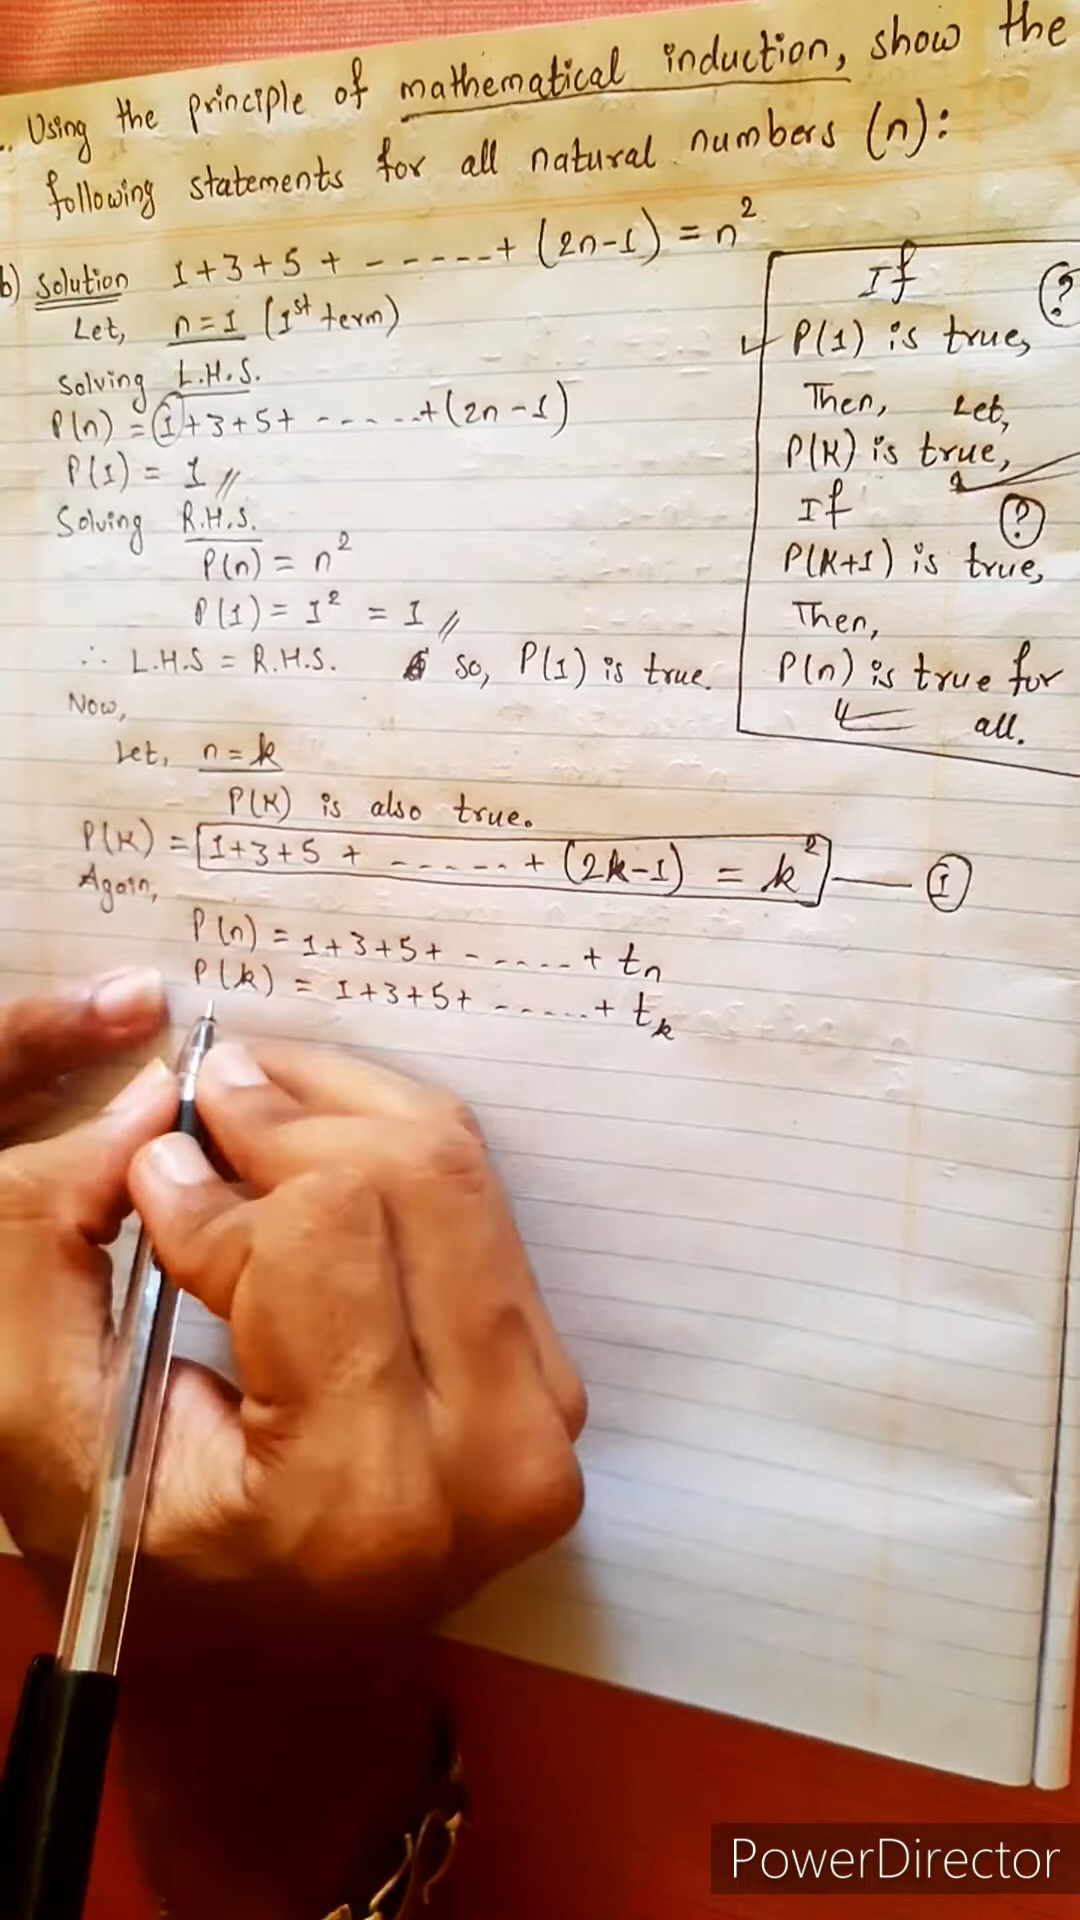 Using the principle of mathematical induction, show the
following statements for all natural numbers (n):
b) Solution 1+3+5+------+(2n-1) = n²
Let, n=1 (1st term)
Solving L.H.S.
P(n) = 1+3+5+ ------+(2n-1)
P(1) = 1 //
Solving R.H.S.
P(n) = n²
P(1) = 1² = 1 //
∴ L.H.S = R.H.S. so, P(1) is true.
Now,
Let, n=k
P(K) is also true.
P(K) = 1+3+5+ ------+(2k-1) = k² —— 1
Again,
P(n) = 1+3+5+ ------+ tn
P(k) = 1+3+5+ ------+ tk
If ?
P(1) is true,
Then, Let,
P(K) is true,
If ?
P(K+1) is true,
Then,
P(n) is true for
all.
PowerDirector